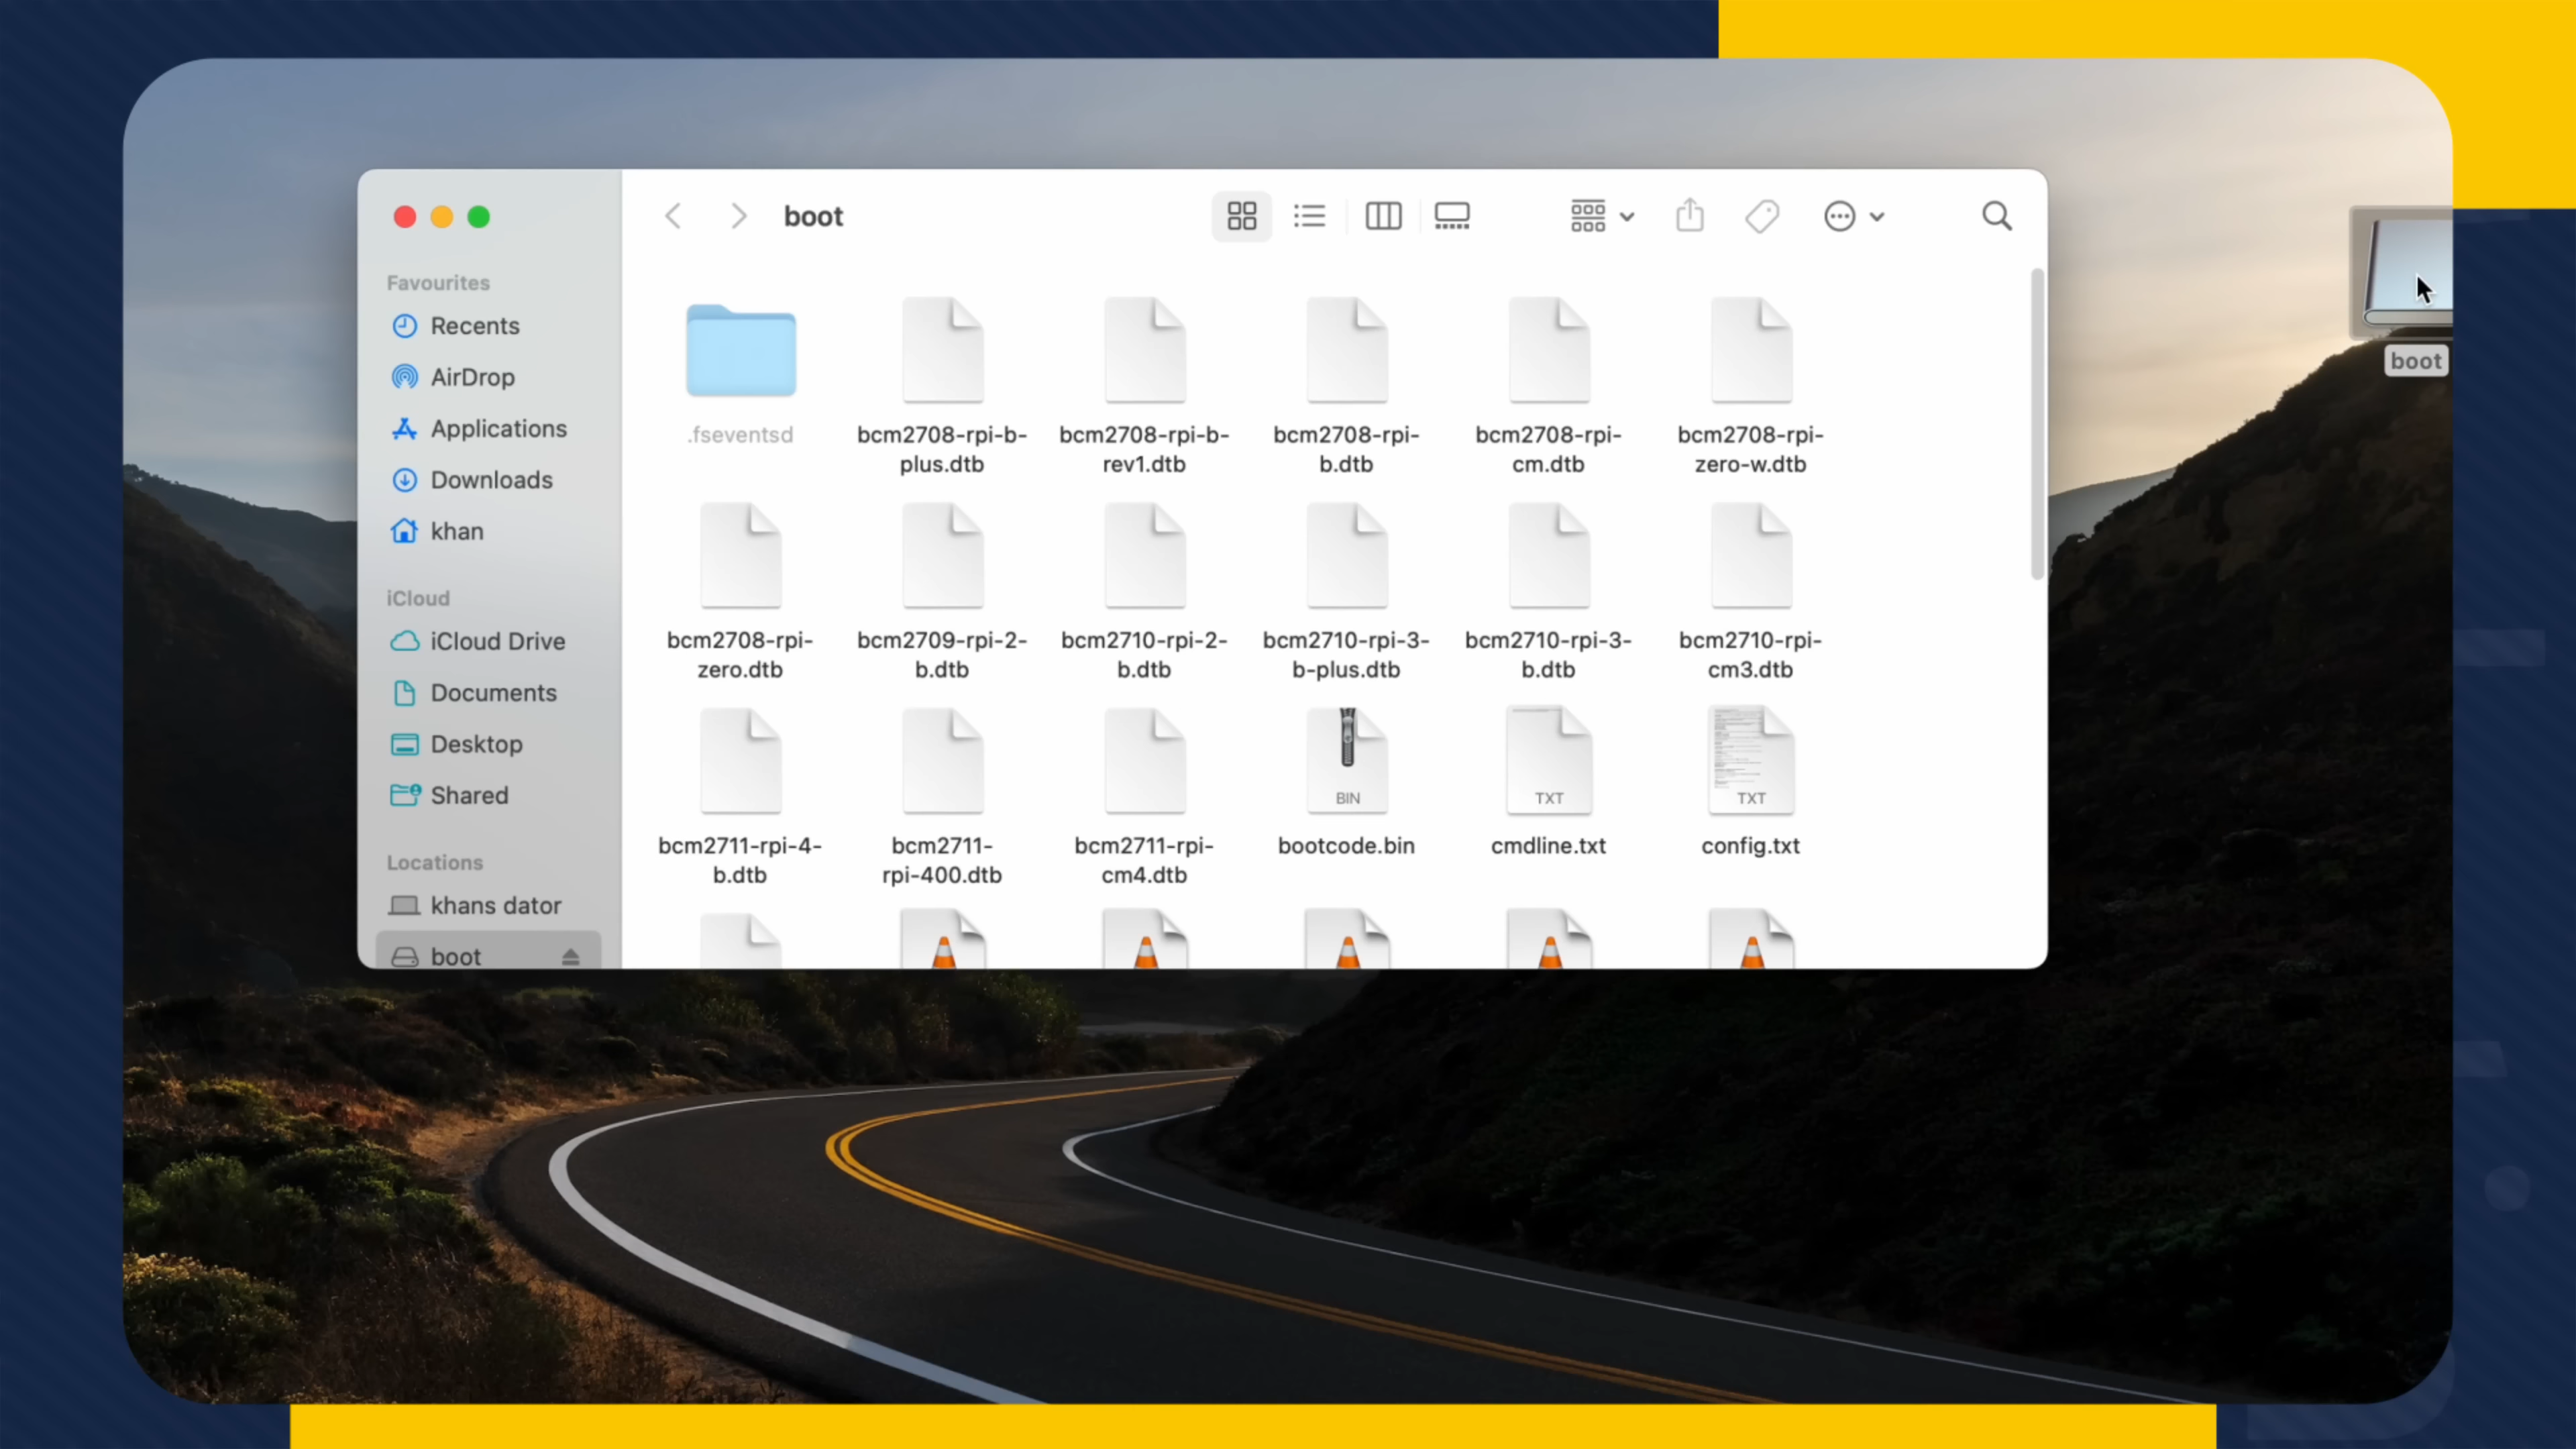 boot
Favourites
Recents
AirDrop
Applications
Downloads
khan
iCloud
iCloud Drive
Documents
Desktop
Shared
Locations
khans dator
boot
.fseventsd
bcm2708-rpi-b-
plus.dtb
bcm2708-rpi-b-
rev1.dtb
bcm2708-rpi-
b.dtb
bcm2708-rpi-
cm.dtb
bcm2708-rpi-
zero-w.dtb
bcm2708-rpi-
zero.dtb
bcm2709-rpi-2-
b.dtb
bcm2710-rpi-2-
b.dtb
bcm2710-rpi-3-
b-plus.dtb
bcm2710-rpi-3-
b.dtb
bcm2710-rpi-
cm3.dtb
bcm2711-rpi-4-
b.dtb
bcm2711-
rpi-400.dtb
bcm2711-rpi-
cm4.dtb
BIN
bootcode.bin
TXT
cmdline.txt
TXT
config.txt
boot